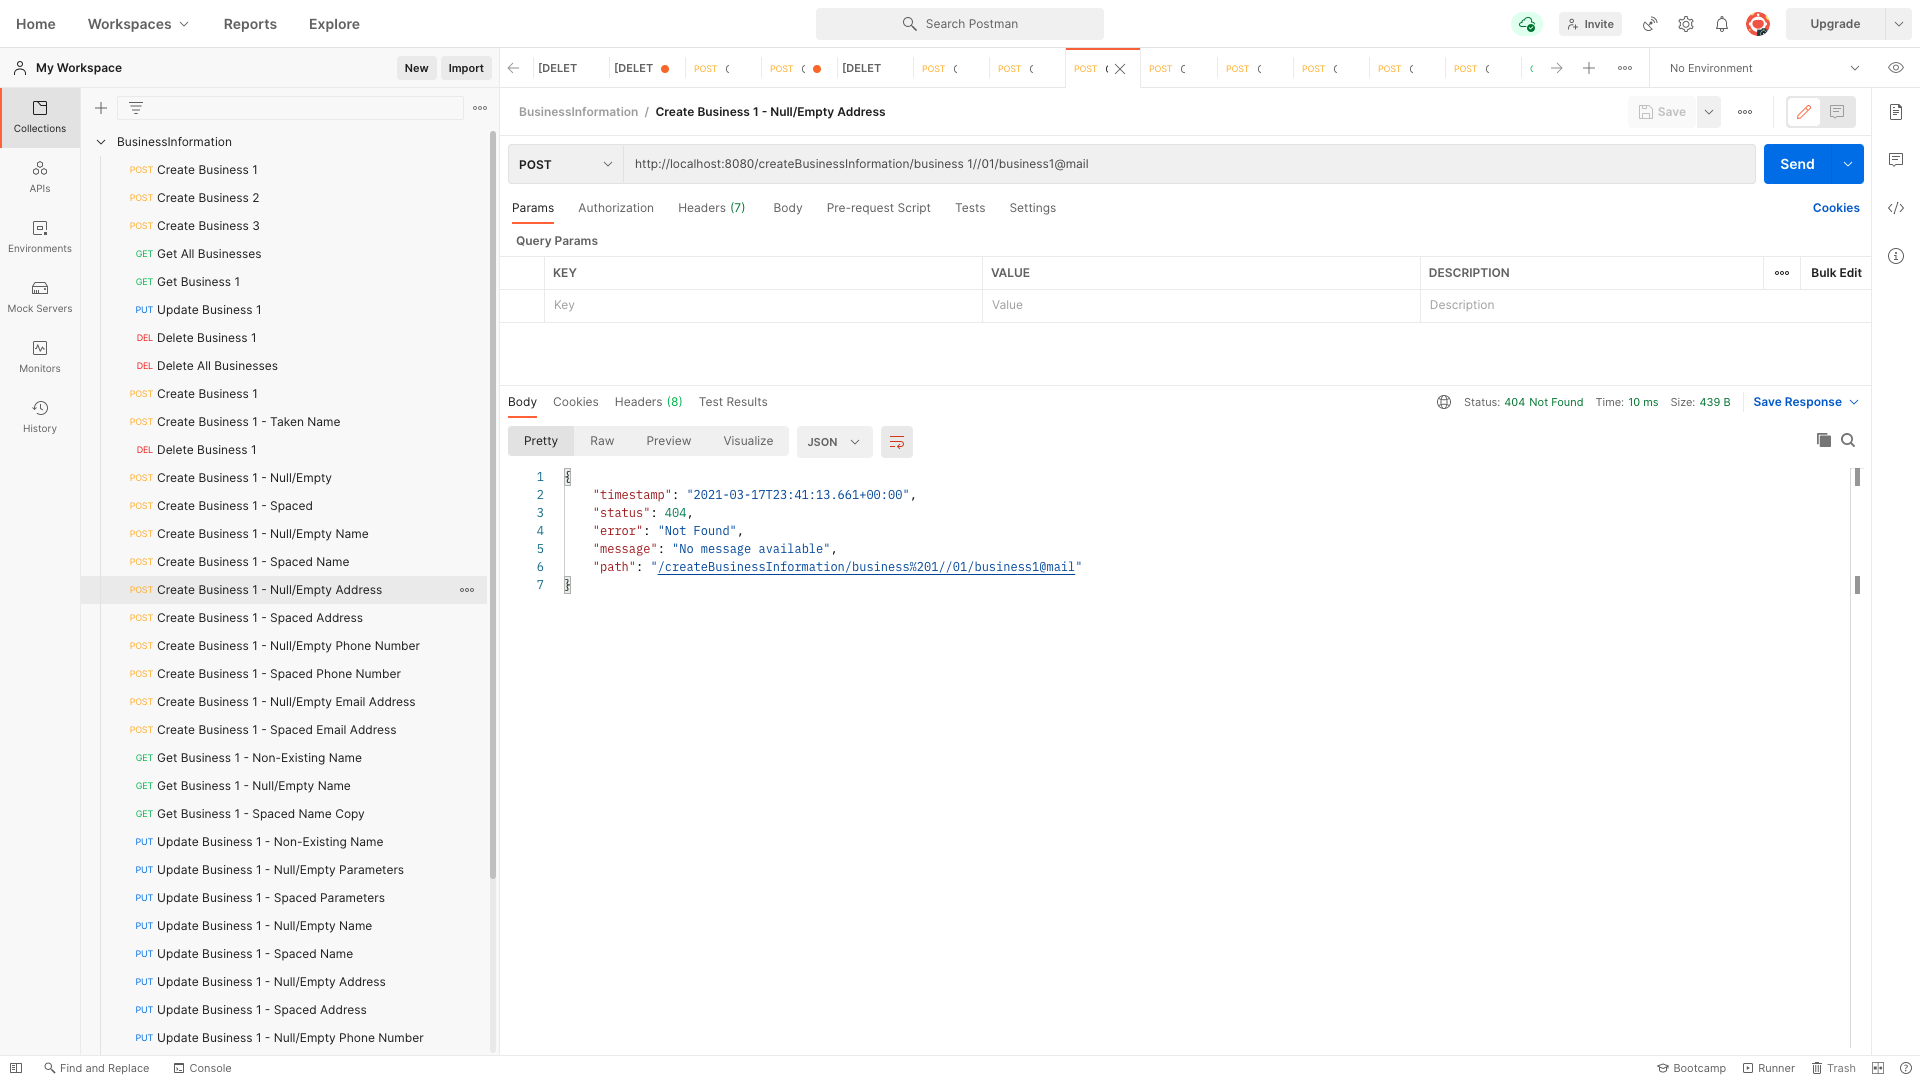 Home Workspaces Reports Explore Search Postman Invite Upgrade
My Workspace New Import [DELET [DELET POST POST [DELET POST POST POST POST POST POST POST POST No Environment
Collections
APIs
Environments
Mock Servers
Monitors
History
BusinessInformation
POST Create Business 1
POST Create Business 2
POST Create Business 3
GET Get All Businesses
GET Get Business 1
PUT Update Business 1
DEL Delete Business 1
DEL Delete All Businesses
POST Create Business 1
POST Create Business 1 - Taken Name
DEL Delete Business 1
POST Create Business 1 - Null/Empty
POST Create Business 1 - Spaced
POST Create Business 1 - Null/Empty Name
POST Create Business 1 - Spaced Name
POST Create Business 1 - Null/Empty Address
POST Create Business 1 - Spaced Address
POST Create Business 1 - Null/Empty Phone Number
POST Create Business 1 - Spaced Phone Number
POST Create Business 1 - Null/Empty Email Address
POST Create Business 1 - Spaced Email Address
GET Get Business 1 - Non-Existing Name
GET Get Business 1 - Null/Empty Name
GET Get Business 1 - Spaced Name Copy
PUT Update Business 1 - Non-Existing Name
PUT Update Business 1 - Null/Empty Parameters
PUT Update Business 1 - Spaced Parameters
PUT Update Business 1 - Null/Empty Name
PUT Update Business 1 - Spaced Name
PUT Update Business 1 - Null/Empty Address
PUT Update Business 1 - Spaced Address
PUT Update Business 1 - Null/Empty Phone Number
BusinessInformation / Create Business 1 - Null/Empty Address Save
POST http://localhost:8080/createBusinessInformation/business 1//01/business1@mail Send
Params Authorization Headers (7) Body Pre-request Script Tests Settings Cookies
Query Params
KEY VALUE DESCRIPTION Bulk Edit
Key Value Description
Body Cookies Headers (8) Test Results Status: 404 Not Found Time: 10 ms Size: 439 B Save Response
Pretty Raw Preview Visualize JSON
1 {
2 "timestamp": "2021-03-17T23:41:13.661+00:00",
3 "status": 404,
4 "error": "Not Found",
5 "message": "No message available",
6 "path": "/createBusinessInformation/business%201//01/business1@mail"
7 }
Find and Replace Console Bootcamp Runner Trash